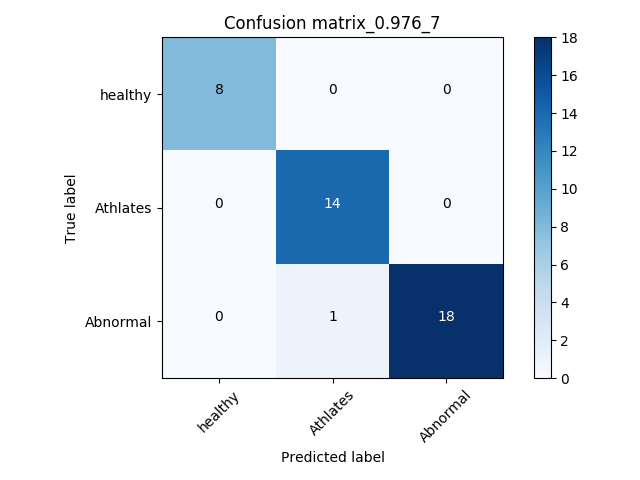 Confusion matrix_0.976_7
True label
healthy
Athlates
Abnormal
8 0 0
0 14 0
0 1 18
healthy Athlates Abnormal
Predicted label
18
16
14
12
10
8
6
4
2
0